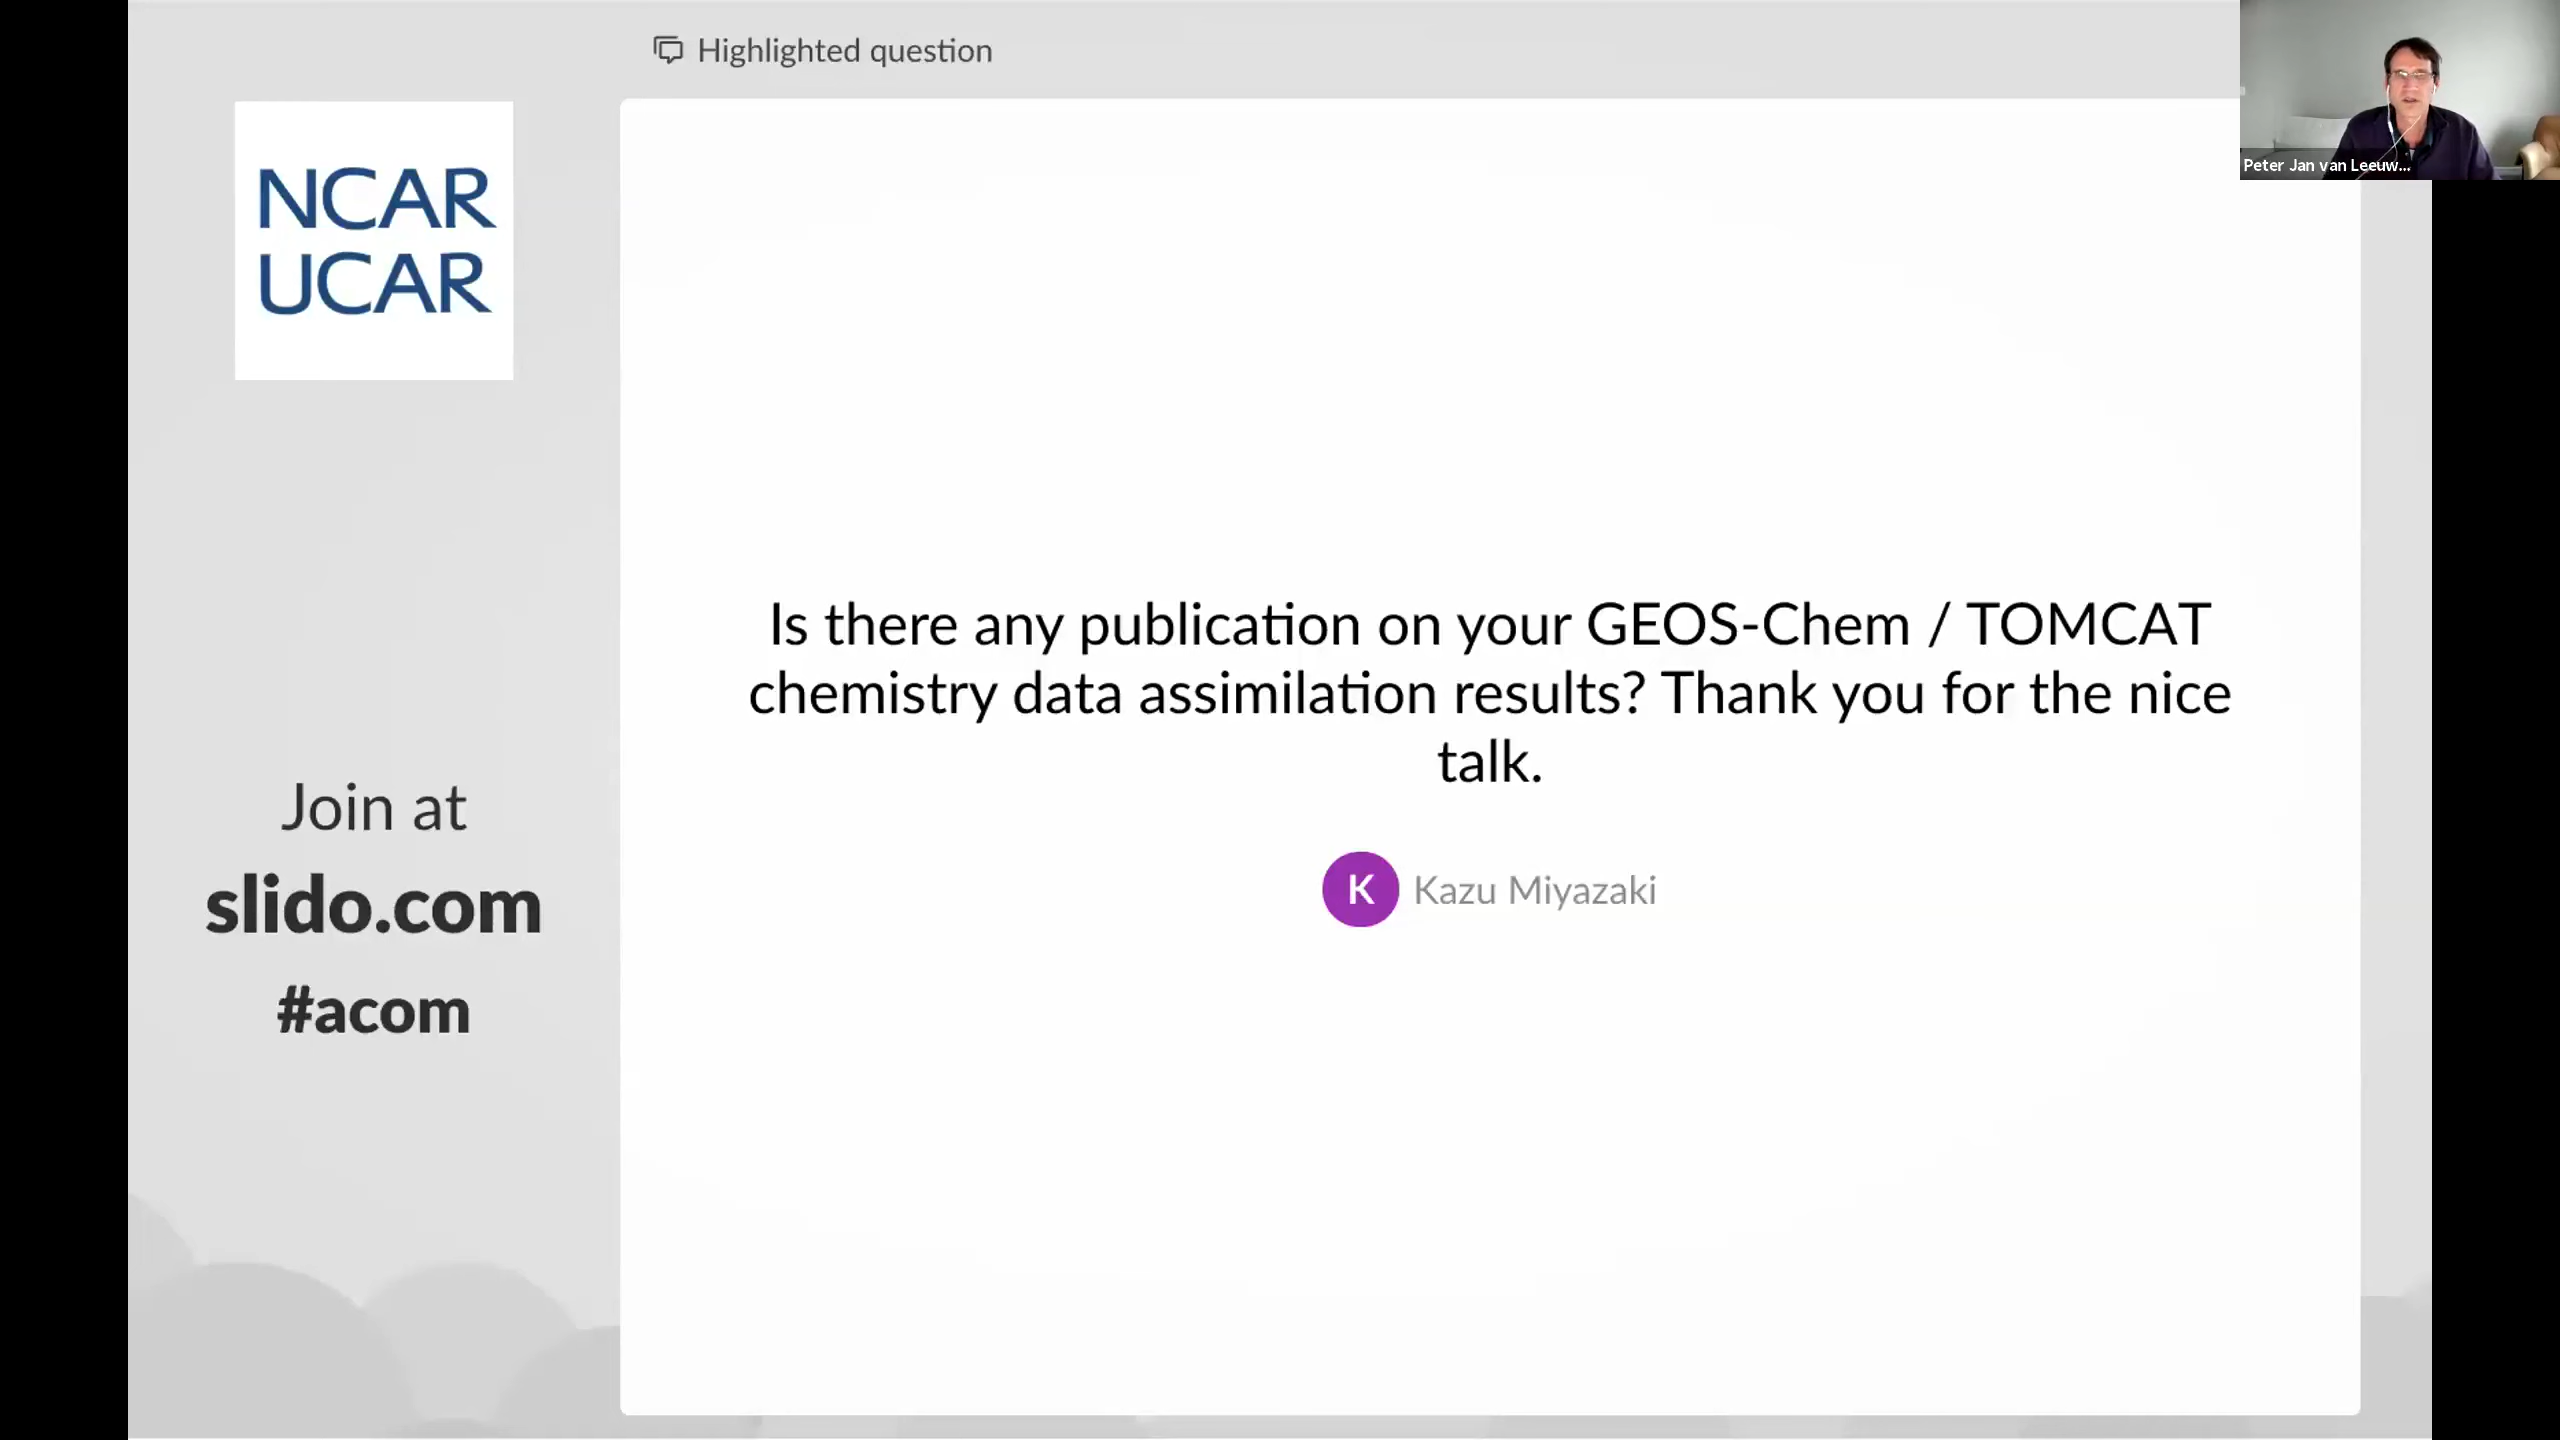 Highlighted question
Peter Jan van Leeuw...
NCAR
UCAR
Is there any publication on your GEOS-Chem / TOMCAT
chemistry data assimilation results? Thank you for the nice
talk.
K Kazu Miyazaki
Join at
slido.com
#acom